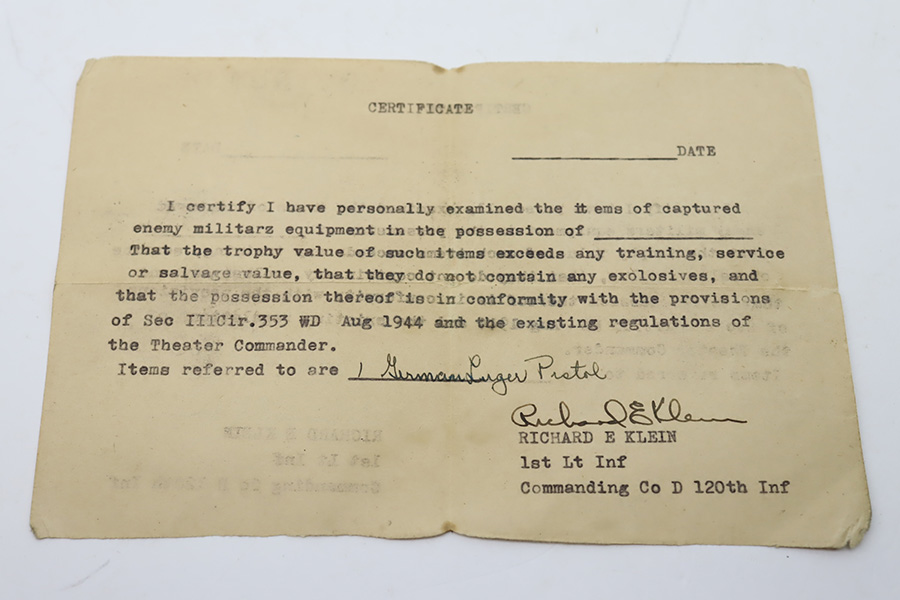 CERTIFICATE
____________DATE
I certify I have personally examined the it ems of captured
enemy militarz equipment in the possession of ____________
That the trophy value of such items exceeds any training, service
or salvage value, that they do not contain any exolosives, and
that the possession thereof is in conformity with the provisions
of Sec IIICir.353 WD Aug 1944 and the existing regulations of
the Theater Commander.
Items referred to are 1 German Luger Pistol
Richard E Klein
RICHARD E KLEIN
1st Lt Inf
Commanding Co D 120th Inf